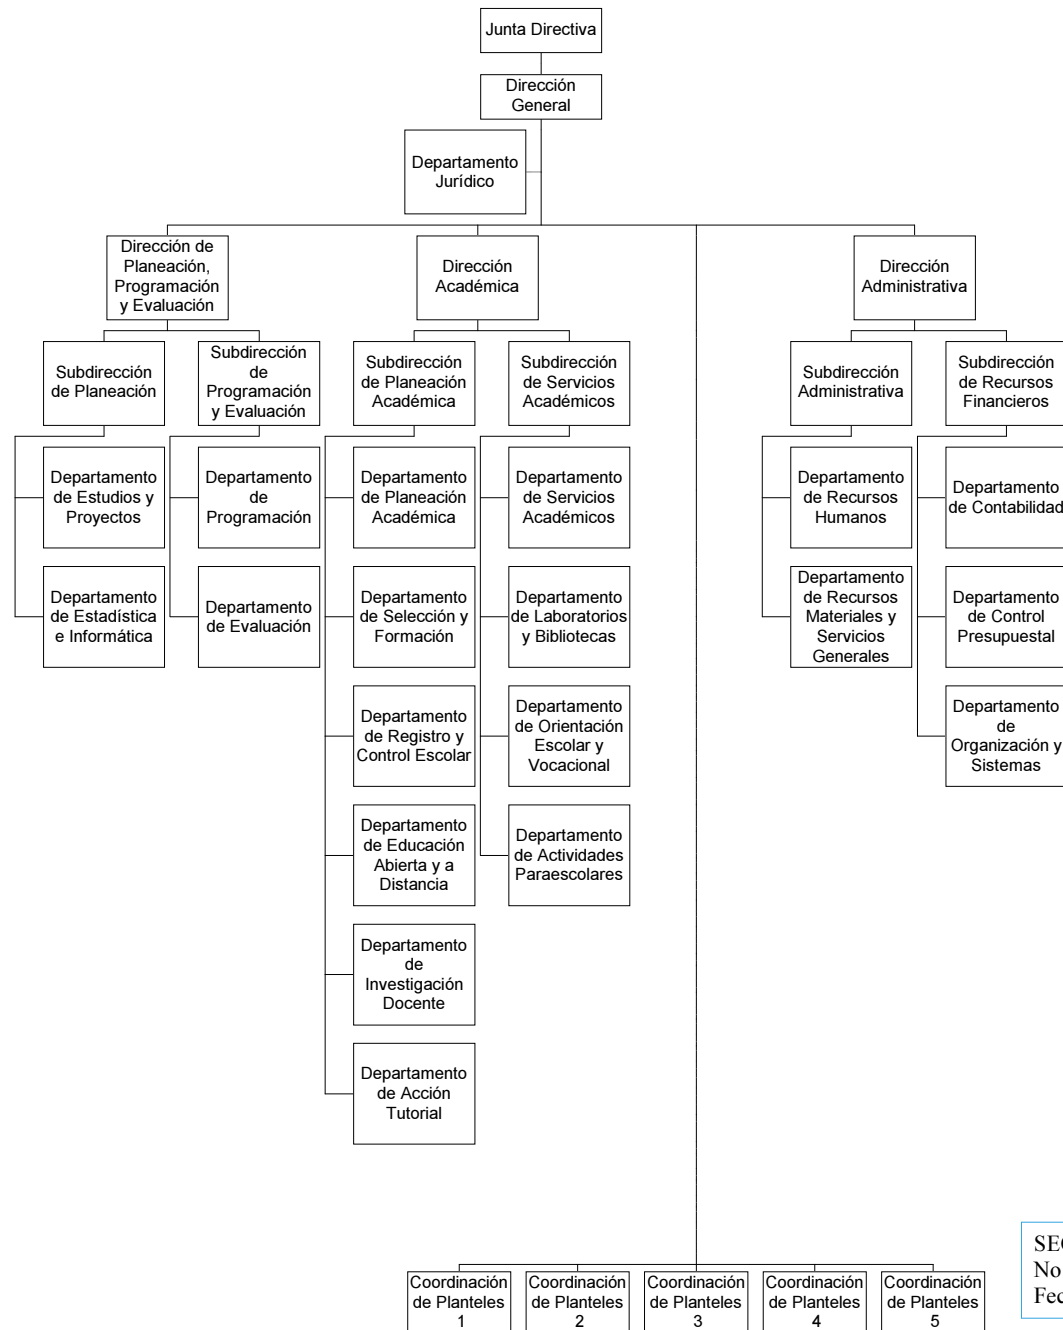 Junta Directiva
Dirección
General
Departamento
Jurídico
Dirección de
Planeación,
Programación
y Evaluación
Dirección
Académica
Dirección
Administrativa
Subdirección
de Planeación
Subdirección
de
Programación
y Evaluación
Subdirección
de Planeación
Académica
Subdirección
de Servicios
Académicos
Subdirección
Administrativa
Subdirección
de Recursos
Financieros
Departamento
de Estudios y
Proyectos
Departamento
de
Programación
Departamento
de Planeación
Académica
Departamento
de Servicios
Académicos
Departamento
de Recursos
Humanos
Departamento
de Contabilidad
Departamento
de Estadística
e Informática
Departamento
de Evaluación
Departamento
de Selección y
Formación
Departamento
de Laboratorios
y Bibliotecas
Departamento
de Recursos
Materiales y
Servicios
Generales
Departamento
de Control
Presupuestal
Departamento
de Registro y
Control Escolar
Departamento
de Orientación
Escolar y
Vocacional
Departamento
de
Organización y
Sistemas
Departamento
de Educación
Abierta y a
Distancia
Departamento
de Actividades
Paraescolares
Departamento
de
Investigación
Docente
Departamento
de Acción
Tutorial
Coordinación
de Planteles
1
Coordinación
de Planteles
2
Coordinación
de Planteles
3
Coordinación
de Planteles
4
Coordinación
de Planteles
5
No